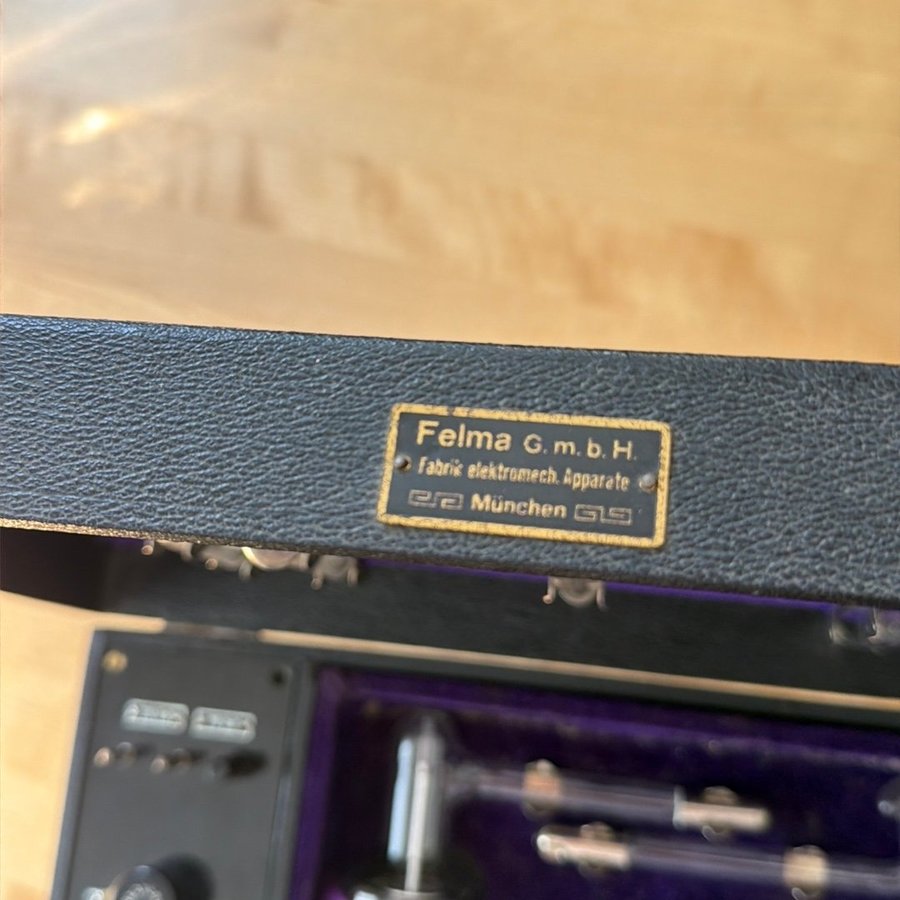 Felma G.m.b.H.
Fabrik elektromech. Apparate
München